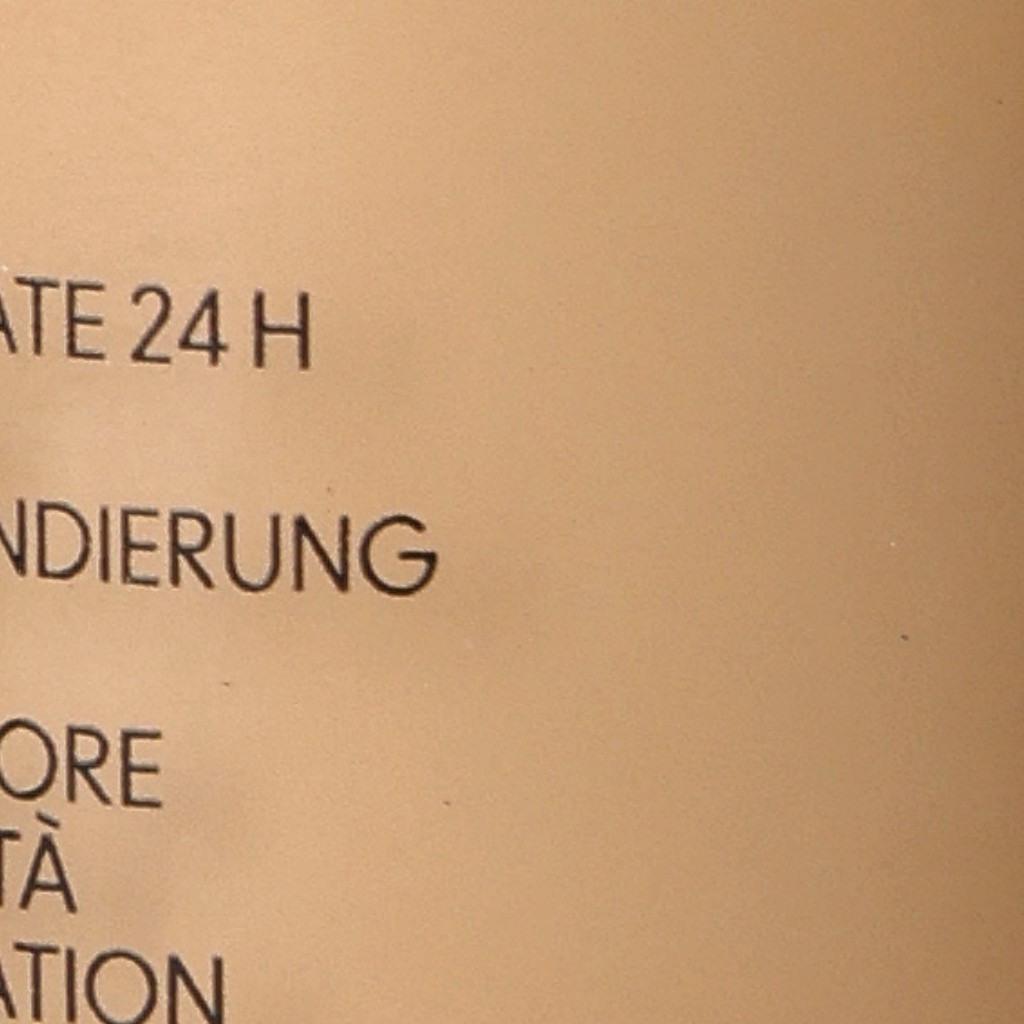 ATE 24 H
NDIERUNG
ORE
TÀ
ATION